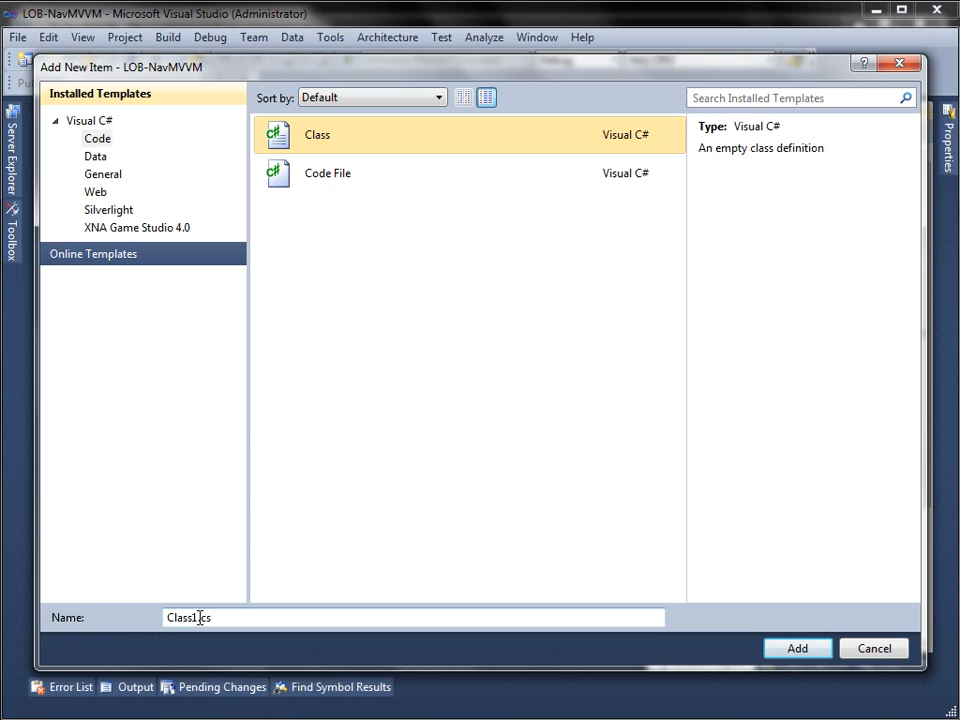 LOB-NavMVVM - Microsoft Visual Studio (Administrator)
File Edit View Project Build Debug Team Data Tools Architecture Test Analyze Window Help
Add New Item - LOB-NavMVVM
Installed Templates
Sort by: Default
Search Installed Templates
Visual C#
Code
Data
General
Web
Silverlight
XNA Game Studio 4.0
Online Templates
Class Visual C#
Code File Visual C#
Type: Visual C#
An empty class definition
Server Explorer
Toolbox
Properties
Name: Class1.cs
Add Cancel
Error List Output Pending Changes Find Symbol Results